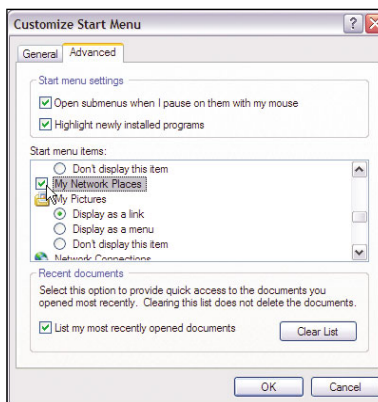 Customize Start Menu
General Advanced
Start menu settings
Open submenus when I pause on them with my mouse
Highlight newly installed programs
Start menu items:
Don't display this item
My Network Places
My Pictures
Display as a link
Display as a menu
Don't display this item
Network Connections
Recent documents
Select this option to provide quick access to the documents you
opened most recently. Clearing this list does not delete the documents.
List my most recently opened documents Clear List
OK Cancel